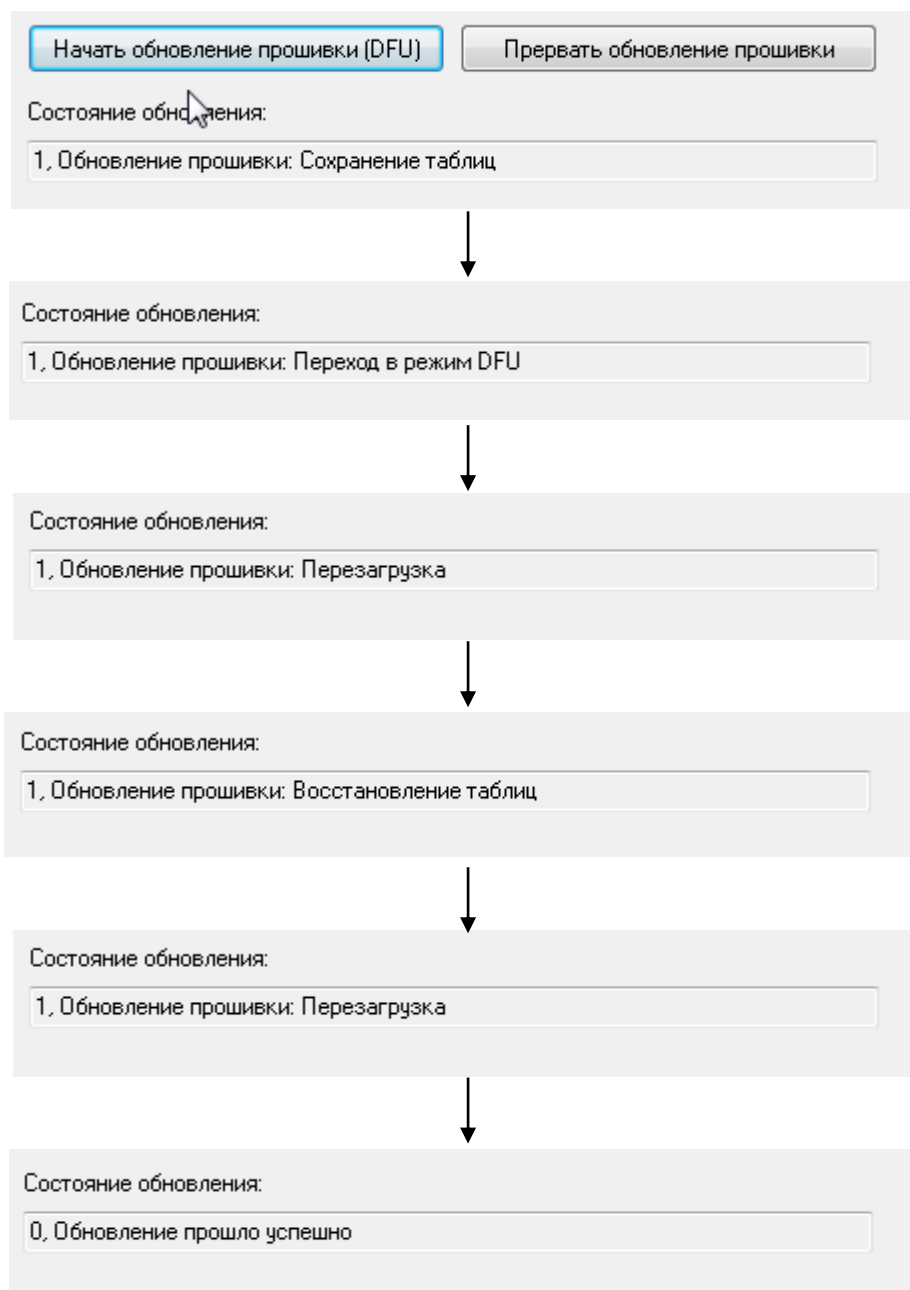 Начать обновление прошивки (DFU) Прервать обновление прошивки
Состояние обновления:
1, Обновление прошивки: Сохранение таблиц
Состояние обновления:
1, Обновление прошивки: Переход в режим DFU
Состояние обновления:
1, Обновление прошивки: Перезагрузка
Состояние обновления:
1, Обновление прошивки: Восстановление таблиц
Состояние обновления:
1, Обновление прошивки: Перезагрузка
Состояние обновления:
0, Обновление прошло успешно